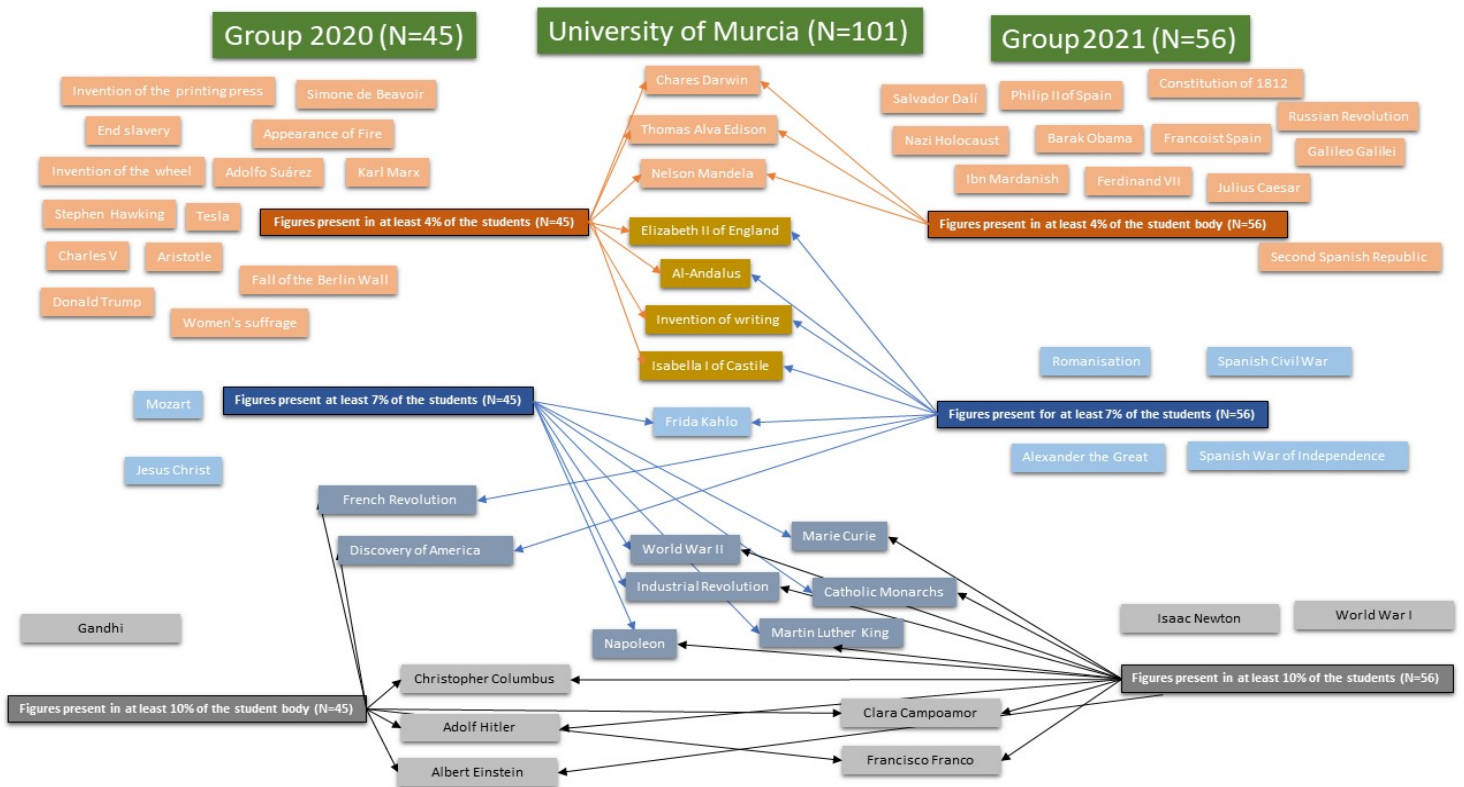 Group 2020 (N=45)
University of Murcia (N=101)
Group 2021 (N=56)
Invention of the printing press
Simone de Beavoir
End slavery
Appearance of Fire
Invention of the wheel
Adolfo Suárez
Karl Marx
Stephen Hawking
Tesla
Figures present in at least 4% of the students (N=45)
Charles V
Aristotle
Fall of the Berlin Wall
Donald Trump
Women's suffrage
Chares Darwin
Thomas Alva Edison
Nelson Mandela
Elizabeth II of England
Al-Andalus
Invention of writing
Isabella I of Castile
Salvador Dalí
Philip II of Spain
Constitution of 1812
Russian Revolution
Nazi Holocaust
Barak Obama
Francoist Spain
Galileo Galilei
Ibn Mardanish
Ferdinand VII
Julius Caesar
Figures present in at least 4% of the student body (N=56)
Second Spanish Republic
Mozart
Figures present at least 7% of the students (N=45)
Jesus Christ
Frida Kahlo
Romanisation
Spanish Civil War
Figures present for at least 7% of the students (N=56)
Alexander the Great
Spanish War of Independence
French Revolution
Discovery of America
World War II
Marie Curie
Industrial Revolution
Catholic Monarchs
Napoleon
Martin Luther King
Gandhi
Isaac Newton
World War I
Figures present in at least 10% of the student body (N=45)
Figures present in at least 10% of the students (N=56)
Christopher Columbus
Adolf Hitler
Albert Einstein
Clara Campoamor
Francisco Franco